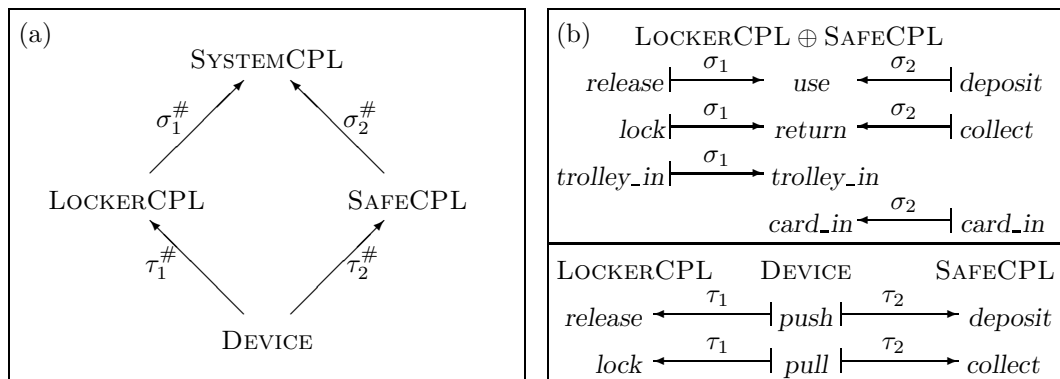 (a)
SYSTEMCPL
σ₁^# σ₂^#
LOCKERCPL SAFECPL
τ₁^# τ₂^#
DEVICE
(b)
LOCKERCPL ⊕ SAFECPL
release σ₁ use σ₂ deposit
lock σ₁ return σ₂ collect
trolley_in σ₁ trolley_in
card_in σ₂ card_in
LOCKERCPL DEVICE SAFECPL
release τ₁ push τ₂ deposit
lock τ₁ pull τ₂ collect